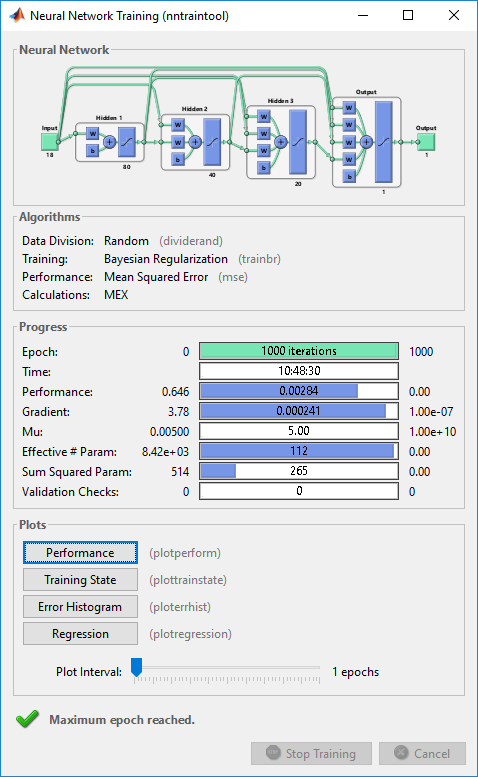 Neural Network Training (nntraintool)
Neural Network
Input
18
Hidden 1
W
b
+
80
Hidden 2
W
W
b
+
40
Hidden 3
W
W
W
b
+
20
Output
W
W
W
W
b
+
1
Output
1
Algorithms
Data Division: Random (dividerand)
Training: Bayesian Regularization (trainbr)
Performance: Mean Squared Error (mse)
Calculations: MEX
Progress
Epoch: 0 1000 iterations 1000
Time: 10:48:30
Performance: 0.646 0.00284 0.00
Gradient: 3.78 0.000241 1.00e-07
Mu: 0.00500 5.00 1.00e+10
Effective # Param: 8.42e+03 112 0.00
Sum Squared Param: 514 265 0.00
Validation Checks: 0 0 0
Plots
Performance (plotperform)
Training State (plottrainstate)
Error Histogram (ploterrhist)
Regression (plotregression)
Plot Interval: 1 epochs
Maximum epoch reached.
Stop Training Cancel